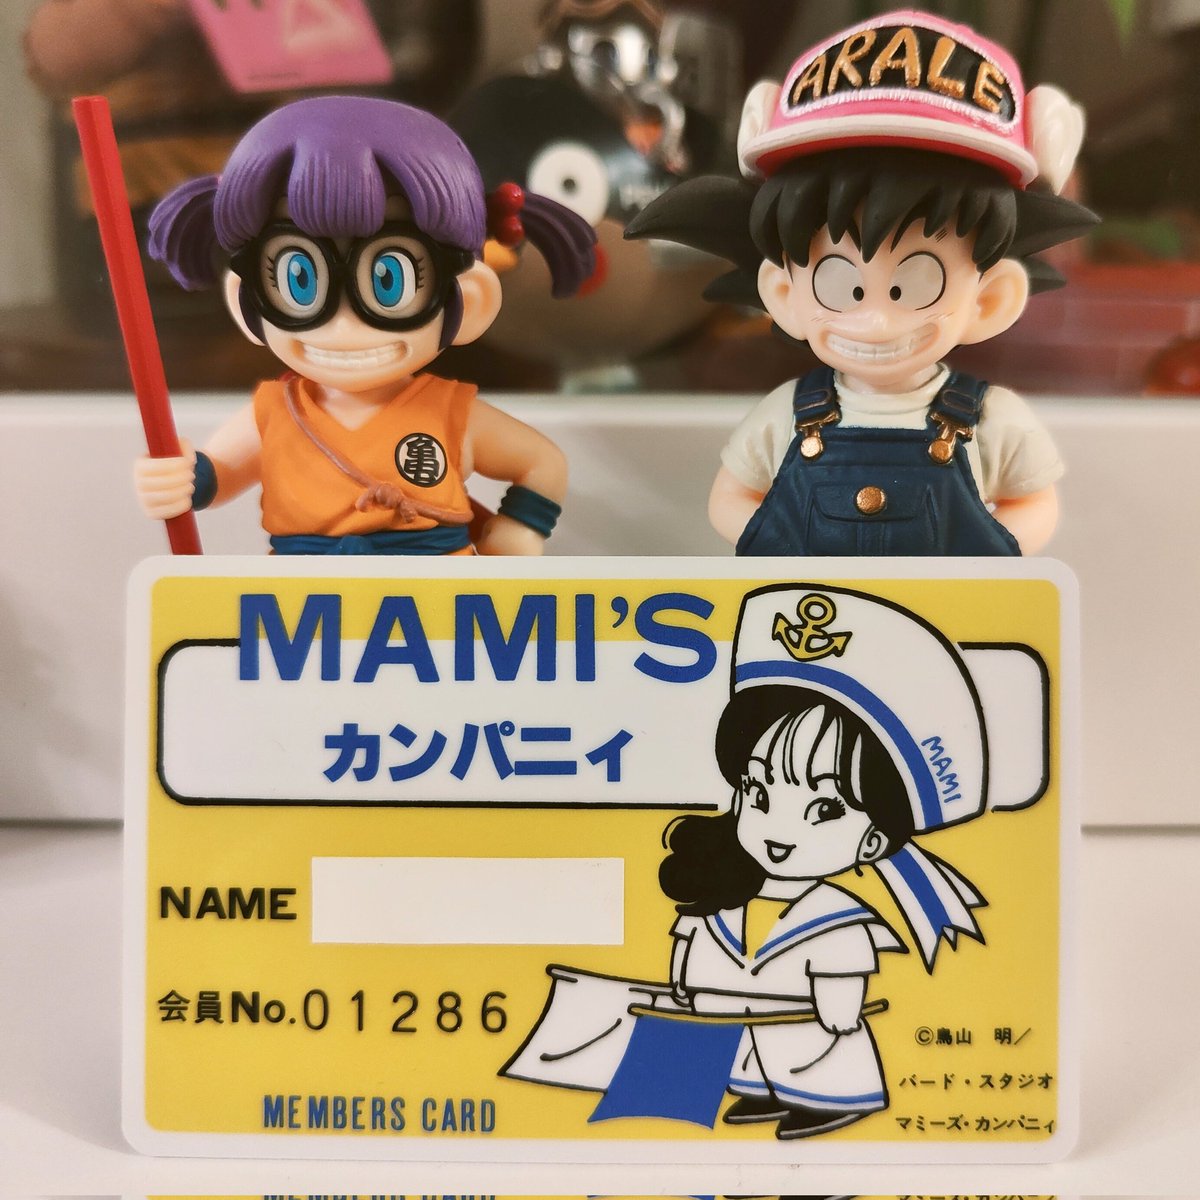 ARALE
亀
MAMI'S
カンパニィ
MAMI
NAME
会員No.01286
©鳥山 明／
バード・スタジオ
マミーズ・カンパニィ
MEMBERS CARD